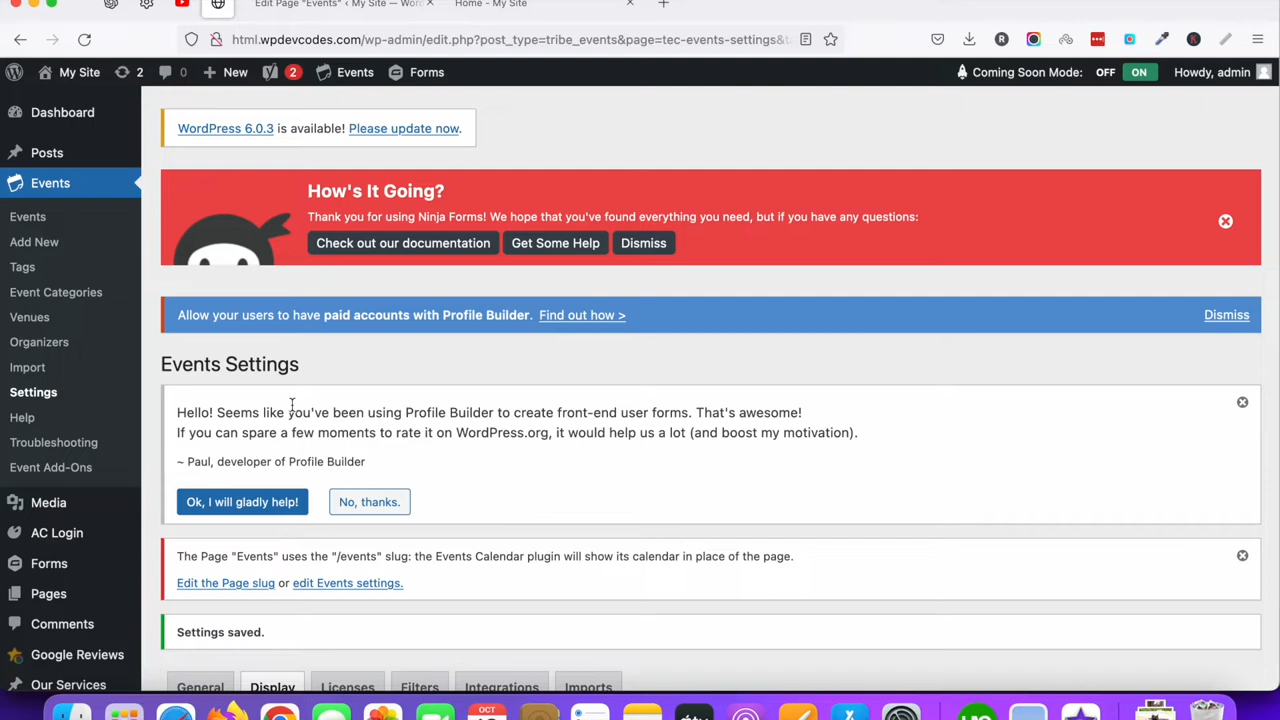 Edit Page "Events" ‹ My Site — Wor
Home - My Site
html.wpdevcodes.com/wp-admin/edit.php?post_type=tribe_events&page=tec-events-settings&ta
My Site
2
0
New
2
Events
Forms
Coming Soon Mode:
OFF
ON
Howdy, admin
Dashboard
Posts
Events
Events
Add New
Tags
Event Categories
Venues
Organizers
Import
Settings
Help
Troubleshooting
Event Add-Ons
Media
AC Login
Forms
Pages
Comments
Google Reviews
Our Services
WordPress 6.0.3 is available! Please update now.
How's It Going?
Thank you for using Ninja Forms! We hope that you've found everything you need, but if you have any questions:
Check out our documentation
Get Some Help
Dismiss
Allow your users to have paid accounts with Profile Builder. Find out how >
Dismiss
Events Settings
Hello! Seems like you've been using Profile Builder to create front-end user forms. That's awesome!
If you can spare a few moments to rate it on WordPress.org, it would help us a lot (and boost my motivation).
~ Paul, developer of Profile Builder
Ok, I will gladly help!
No, thanks.
The Page "Events" uses the "/events" slug: the Events Calendar plugin will show its calendar in place of the page.
Edit the Page slug or edit Events settings.
Settings saved.
General
Display
Licenses
Filters
Integrations
Imports
OCT